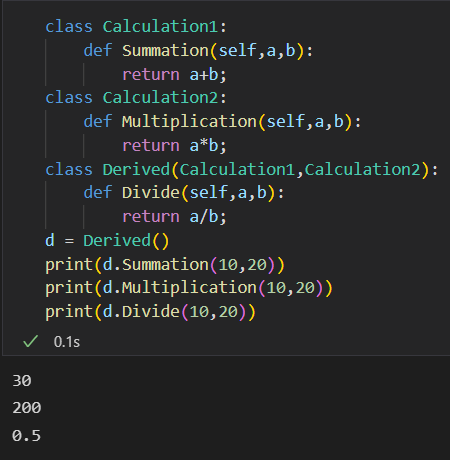 class Calculation1:
    def Summation(self,a,b):
        return a+b;
class Calculation2:
    def Multiplication(self,a,b):
        return a*b;
class Derived(Calculation1,Calculation2):
    def Divide(self,a,b):
        return a/b;
d = Derived()
print(d.Summation(10,20))
print(d.Multiplication(10,20))
print(d.Divide(10,20))
✓ 0.1s
30
200
0.5